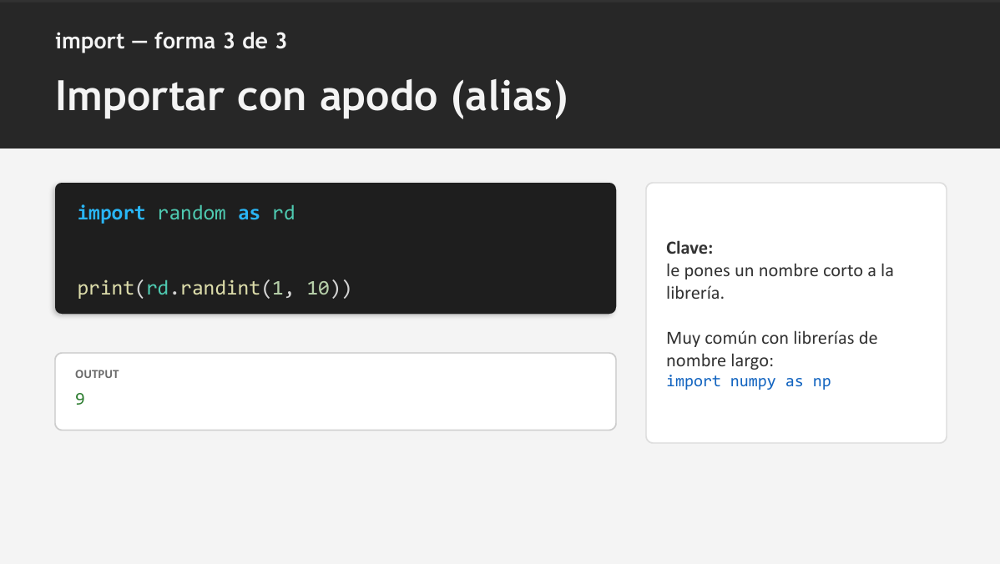 import — forma 3 de 3
Importar con apodo (alias)
import random as rd
print(rd.randint(1, 10))
OUTPUT
9
Clave:
le pones un nombre corto a la
librería.
Muy común con librerías de
nombre largo:
import numpy as np